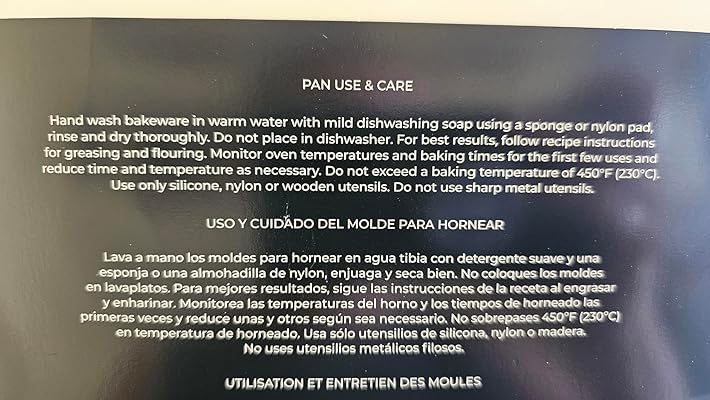 PAN USE & CARE
Hand wash bakeware in warm water with mild dishwashing soap using a sponge or nylon pad,
rinse and dry thoroughly. Do not place in dishwasher. For best results, follow recipe instructions
for greasing and flouring. Monitor oven temperatures and baking times for the first few uses and
reduce time and temperature as necessary. Do not exceed a baking temperature of 450°F (230°C).
Use only silicone, nylon or wooden utensils. Do not use sharp metal utensils.
USO Y CUIDADO DEL MOLDE PARA HORNEAR
Lava a mano los moldes para hornear en agua tibia con detergente suave y una
esponja o una almohadilla de nylon, enjuaga y seca bien. No coloques los moldes
en lavaplatos. Para mejores resultados, sigue las instrucciones de la receta al engrasar
y enharinar. Monitorea las temperaturas del horno y los tiempos de horneado las
primeras veces y reduce unas y otros según sea necesario. No sobrepases 450°F (230°C)
en temperatura de horneado. Usa sólo utensilios de silicona, nylon o madera.
No uses utensilios metálicos filosos.
UTILISATION ET ENTRETIEN DES MOULES